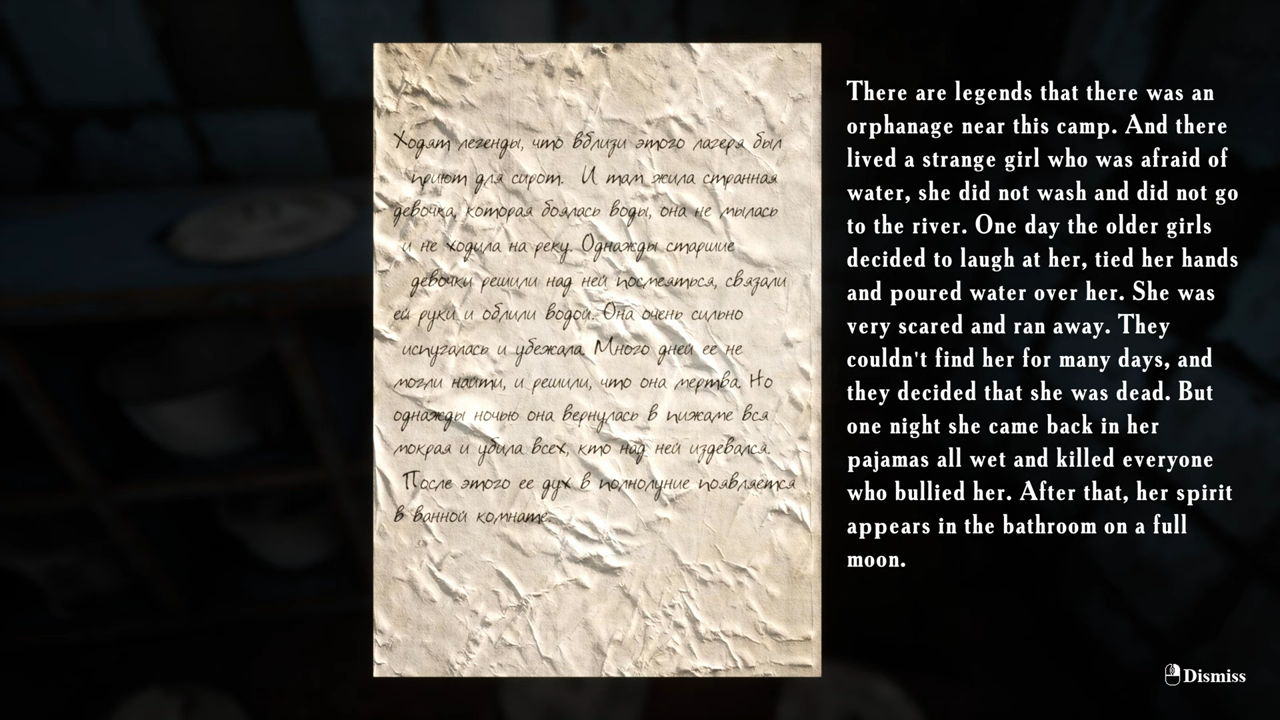 Ходят легенды, что вблизи этого лагеря был
приют для сирот. И там жила странная
девочка, которая боялась воды, она не мылась
и не ходила на реку. Однажды старшие
девочки решили над ней посмеяться, связали
ей руки и облили водой. Она очень сильно
испугалась и убежала. Много дней ее не
могли найти, и решили, что она мертва. Но
однажды ночью она вернулась в пижаме вся
мокрая и убила всех, кто над ней издевался.
После этого ее дух в полнолуние появляется
в ванной комнате.
There are legends that there was an
orphanage near this camp. And there
lived a strange girl who was afraid of
water, she did not wash and did not go
to the river. One day the older girls
decided to laugh at her, tied her hands
and poured water over her. She was
very scared and ran away. They
couldn't find her for many days, and
they decided that she was dead. But
one night she came back in her
pajamas all wet and killed everyone
who bullied her. After that, her spirit
appears in the bathroom on a full
moon.
Dismiss